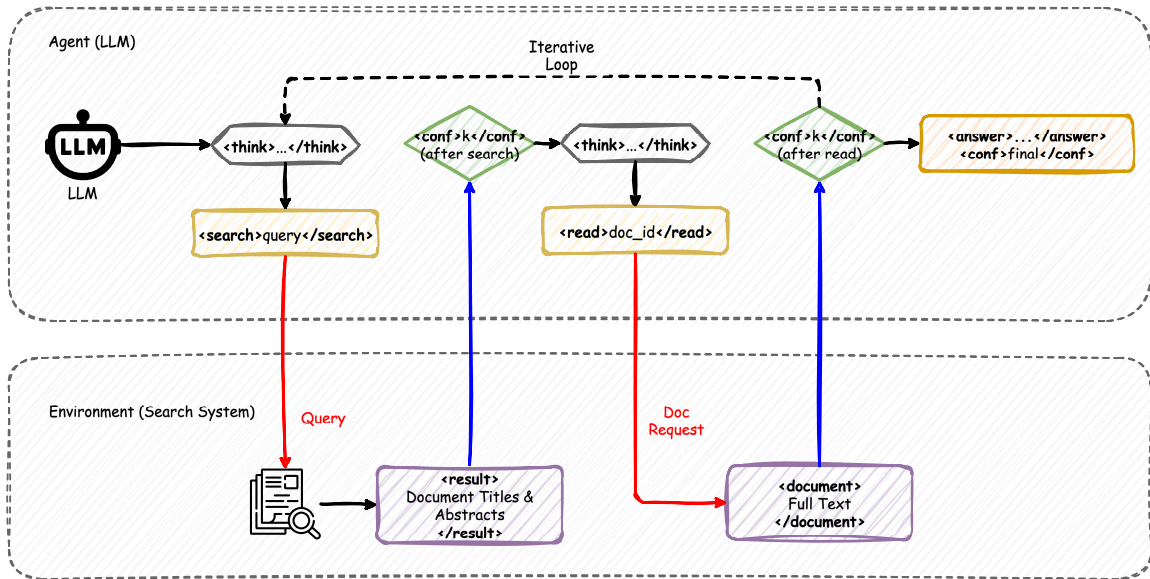 Agent (LLM)
Iterative
Loop
LLM
LLM
<think>...</think>
<conf>k</conf>
(after search)
<think>...</think>
<conf>k</conf>
(after read)
<answer>...</answer>
<conf>final</conf>
<search>query</search>
<read>doc_id</read>
Environment (Search System)
Query
Doc
Request
<result>
Document Titles &
Abstracts
</result>
<document>
Full Text
</document>